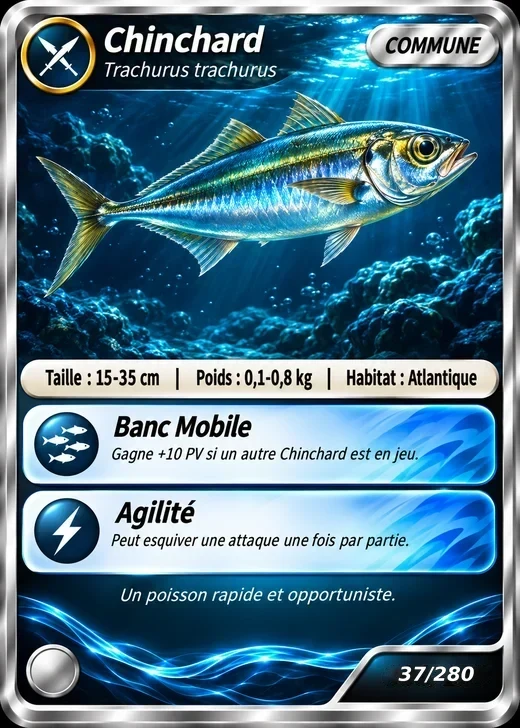 Chinchard
Trachurus trachurus
COMMUNE
Taille : 15-35 cm | Poids : 0,1-0,8 kg | Habitat : Atlantique
Banc Mobile
Gagne +10 PV si un autre Chinchard est en jeu.
Agilité
Peut esquiver une attaque une fois par partie.
Un poisson rapide et opportuniste.
37/280